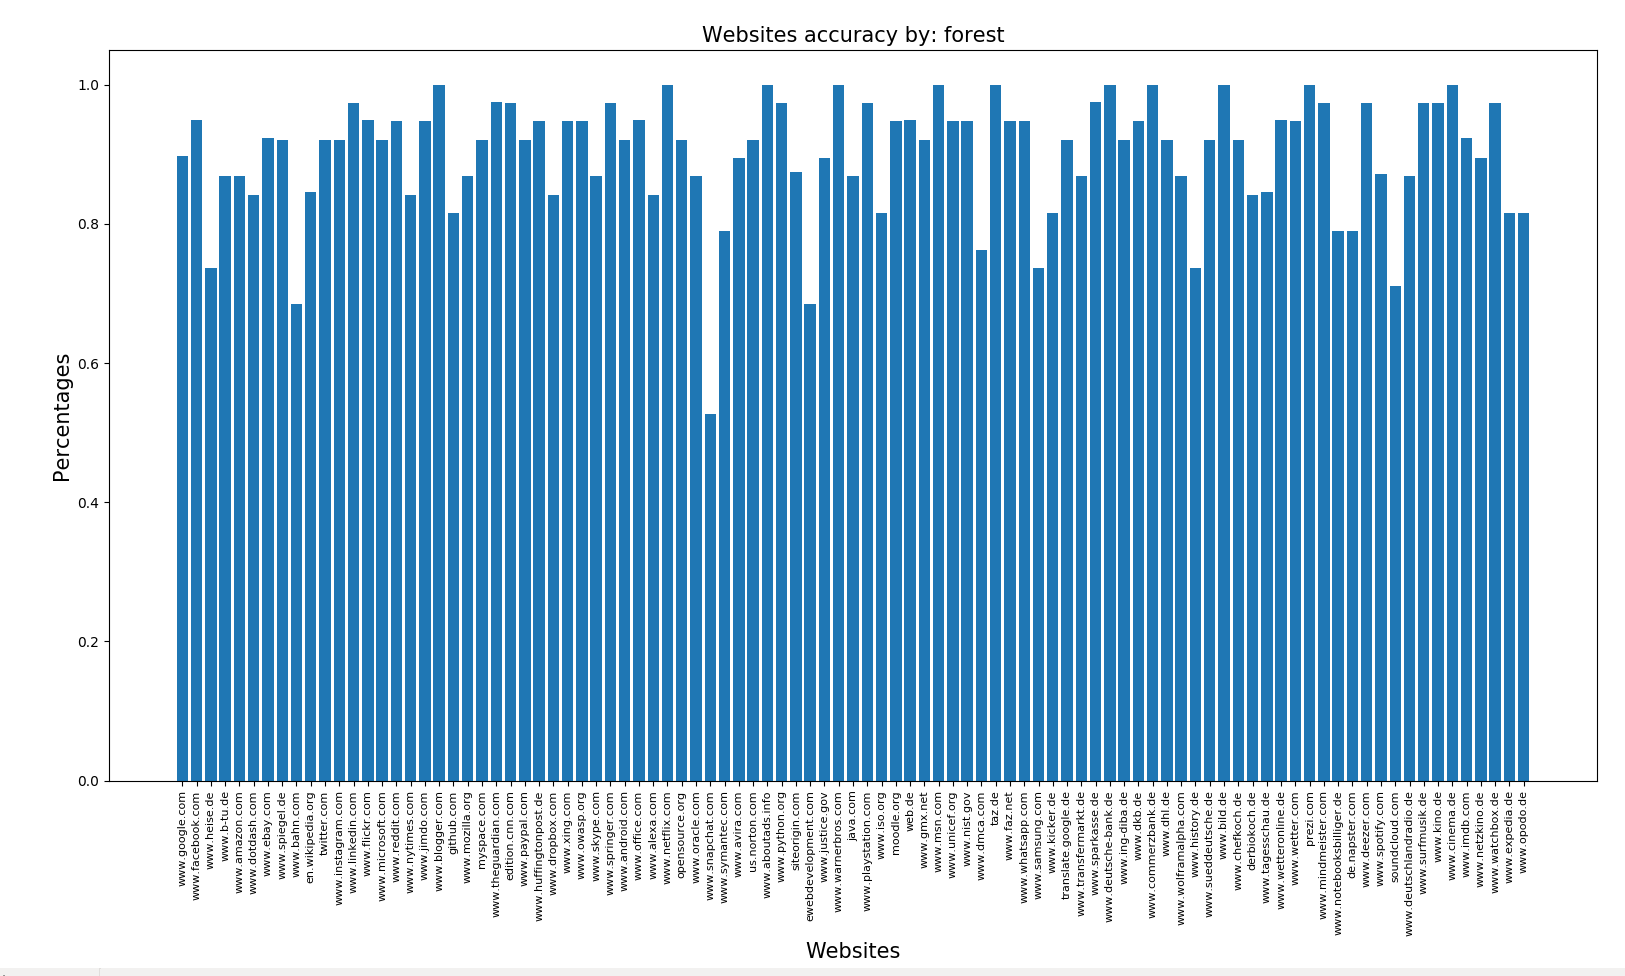 Websites accuracy by: forest
Percentages
1.0
0.8
0.6
0.4
0.2
0.0
www.google.com
www.facebook.com
www.heise.de
www.b-tu.de
www.amazon.com
www.dotdash.com
www.ebay.com
www.spiegel.de
www.bahn.com
en.wikipedia.org
twitter.com
www.instagram.com
www.linkedin.com
www.flickr.com
www.microsoft.com
www.reddit.com
www.nytimes.com
www.jimdo.com
www.blogger.com
github.com
www.mozilla.org
myspace.com
www.theguardian.com
edition.cnn.com
www.paypal.com
www.huffingtonpost.de
www.dropbox.com
www.xing.com
www.owasp.org
www.skype.com
www.springer.com
www.android.com
www.office.com
www.alexa.com
www.netflix.com
opensource.org
www.oracle.com
www.snapchat.com
www.symantec.com
www.avira.com
us.norton.com
www.aboutads.info
www.python.org
siteorigin.com
ewebdevelopment.com
www.justice.gov
www.warnerbros.com
java.com
www.playstation.com
www.iso.org
moodle.org
web.de
www.gmx.net
www.msn.com
www.unicef.org
www.nist.gov
www.dmca.com
taz.de
www.faz.net
www.whatsapp.com
www.samsung.com
www.kicker.de
translate.google.de
www.transfermarkt.de
www.sparkasse.de
www.deutsche-bank.de
www.ing-diba.de
www.dkb.de
www.commerzbank.de
www.dhl.de
www.wolframalpha.com
www.history.de
www.sueddeutsche.de
www.bild.de
www.chefkoch.de
derbiokoch.de
www.tagesschau.de
www.wetteronline.de
www.wetter.com
prezi.com
www.mindmeister.com
www.notebooksbilliger.de
de.napster.com
www.deezer.com
www.spotify.com
soundcloud.com
www.deutschlandradio.de
www.surfmusik.de
www.kino.de
www.cinema.de
www.imdb.com
www.netzkino.de
www.watchbox.de
www.expedia.de
www.opodo.de
Websites